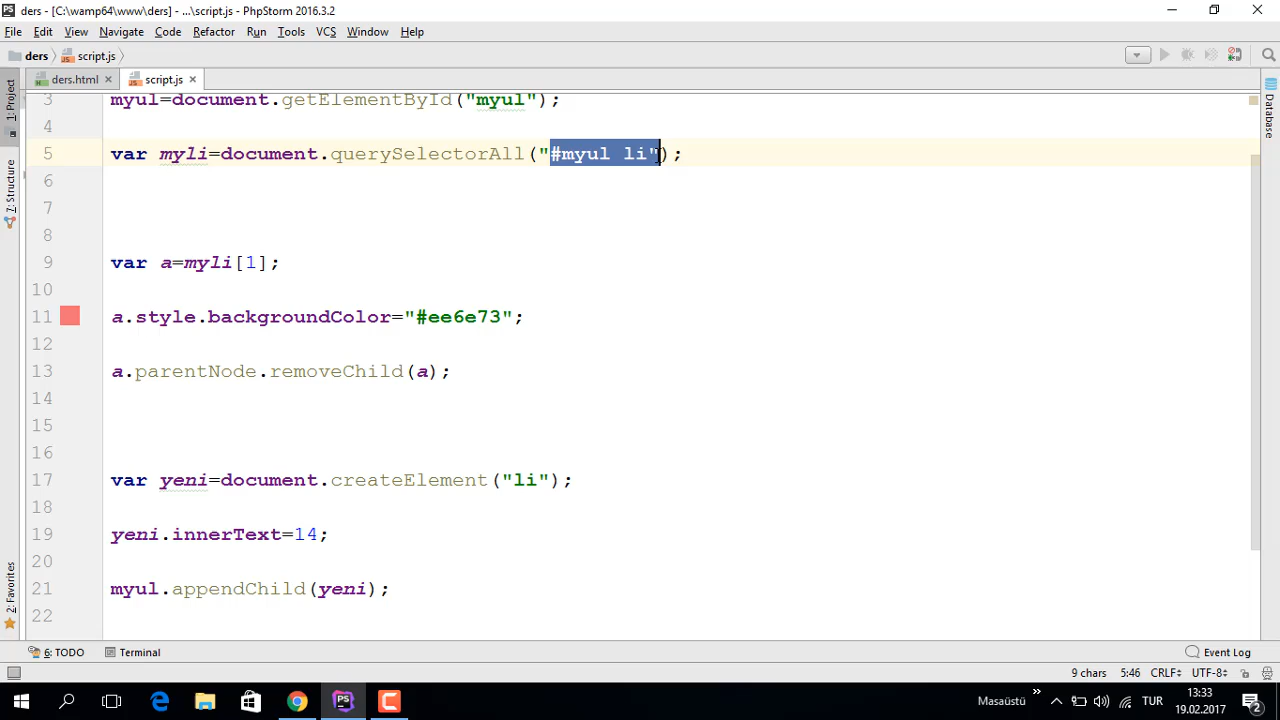 ders - [C:\wamp64\www\ders] - ...\script.js - PhpStorm 2016.3.2
File Edit View Navigate Code Refactor Run Tools VCS Window Help
ders script.js
ders.html script.js
1: Project
7: Structure
2: Favorites
Database
3 myul=document.getElementById("myul");
4
5 var myli=document.querySelectorAll("#myul li");
6
7
8
9 var a=myli[1];
10
11 a.style.backgroundColor="#ee6e73";
12
13 a.parentNode.removeChild(a);
14
15
16
17 var yeni=document.createElement("li");
18
19 yeni.innerText=14;
20
21 myul.appendChild(yeni);
22
6: TODO Terminal Event Log
9 chars 5:46 CRLF UTF-8
Masaüstü TUR 13:33
19.02.2017
2